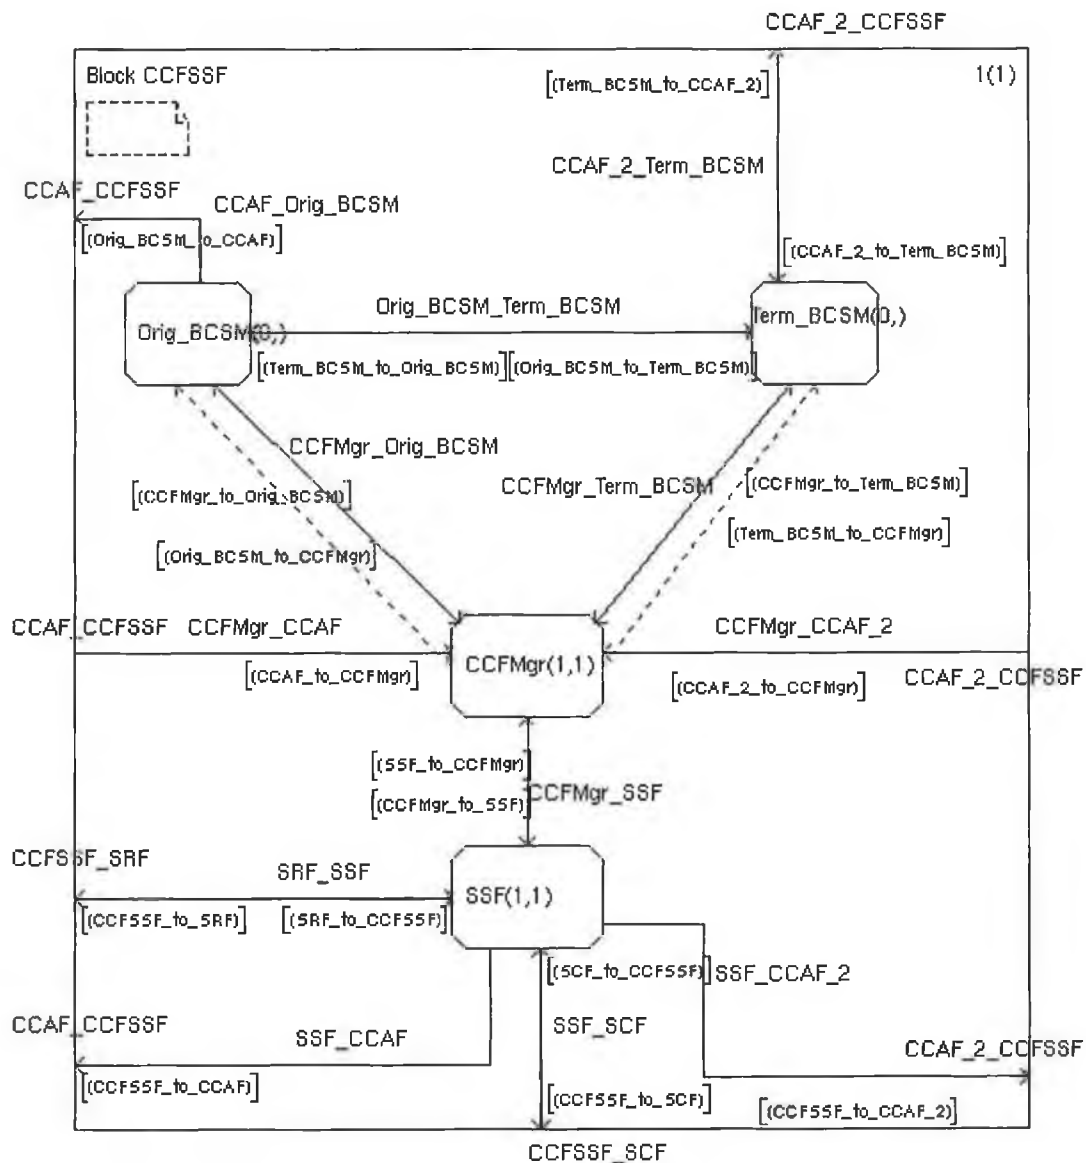 CCAF_2_CCFSSF
Block CCFSSF
1(1)
[(Term_BCSM_to_CCAF_2)]
CCAF_2_Term_BCSM
CCAF_CCFSSF
CCAF_Orig_BCSM
[(Orig_BCSM_to_CCAF)]
[(CCAF_2_to_Term_BCSM)]
Orig_BCSM_Term_BCSM
Term_BCSM(0,)
Orig_BCSM(0,)
[(Term_BCSM_to_Orig_BCSM)] [(Orig_BCSM_to_Term_BCSM)]
CCFMgr_Orig_BCSM
CCFMgr_Term_BCSM
[(CCFMgr_to_Term_BCSM)]
[(CCFMgr_to_Orig_BCSM)]
[(Term_BCSM_to_CCFMgr)]
[(Orig_BCSM_to_CCFMgr)]
CCAF_CCFSSF CCFMgr_CCAF
CCFMgr_CCAF_2
CCFMgr(1,1)
[(CCAF_to_CCFMgr)]
[(CCAF_2_to_CCFMgr)]
CCAF_2_CCFSSF
[(SSF_to_CCFMgr)]
CCFMgr_SSF
[(CCFMgr_to_SSF)]
CCFSSF_SRF
SRF_SSF
SSF(1,1)
[(CCFSSF_to_SRF)] [(SRF_to_CCFSSF)]
[(SCF_to_CCFSSF)]
SSF_CCAF_2
CCAF_CCFSSF
SSF_CCAF
SSF_SCF
CCAF_2_CCFSSF
[(CCFSSF_to_CCAF)]
[(CCFSSF_to_SCF)]
[(CCFSSF_to_CCAF_2)]
CCFSSF_SCF